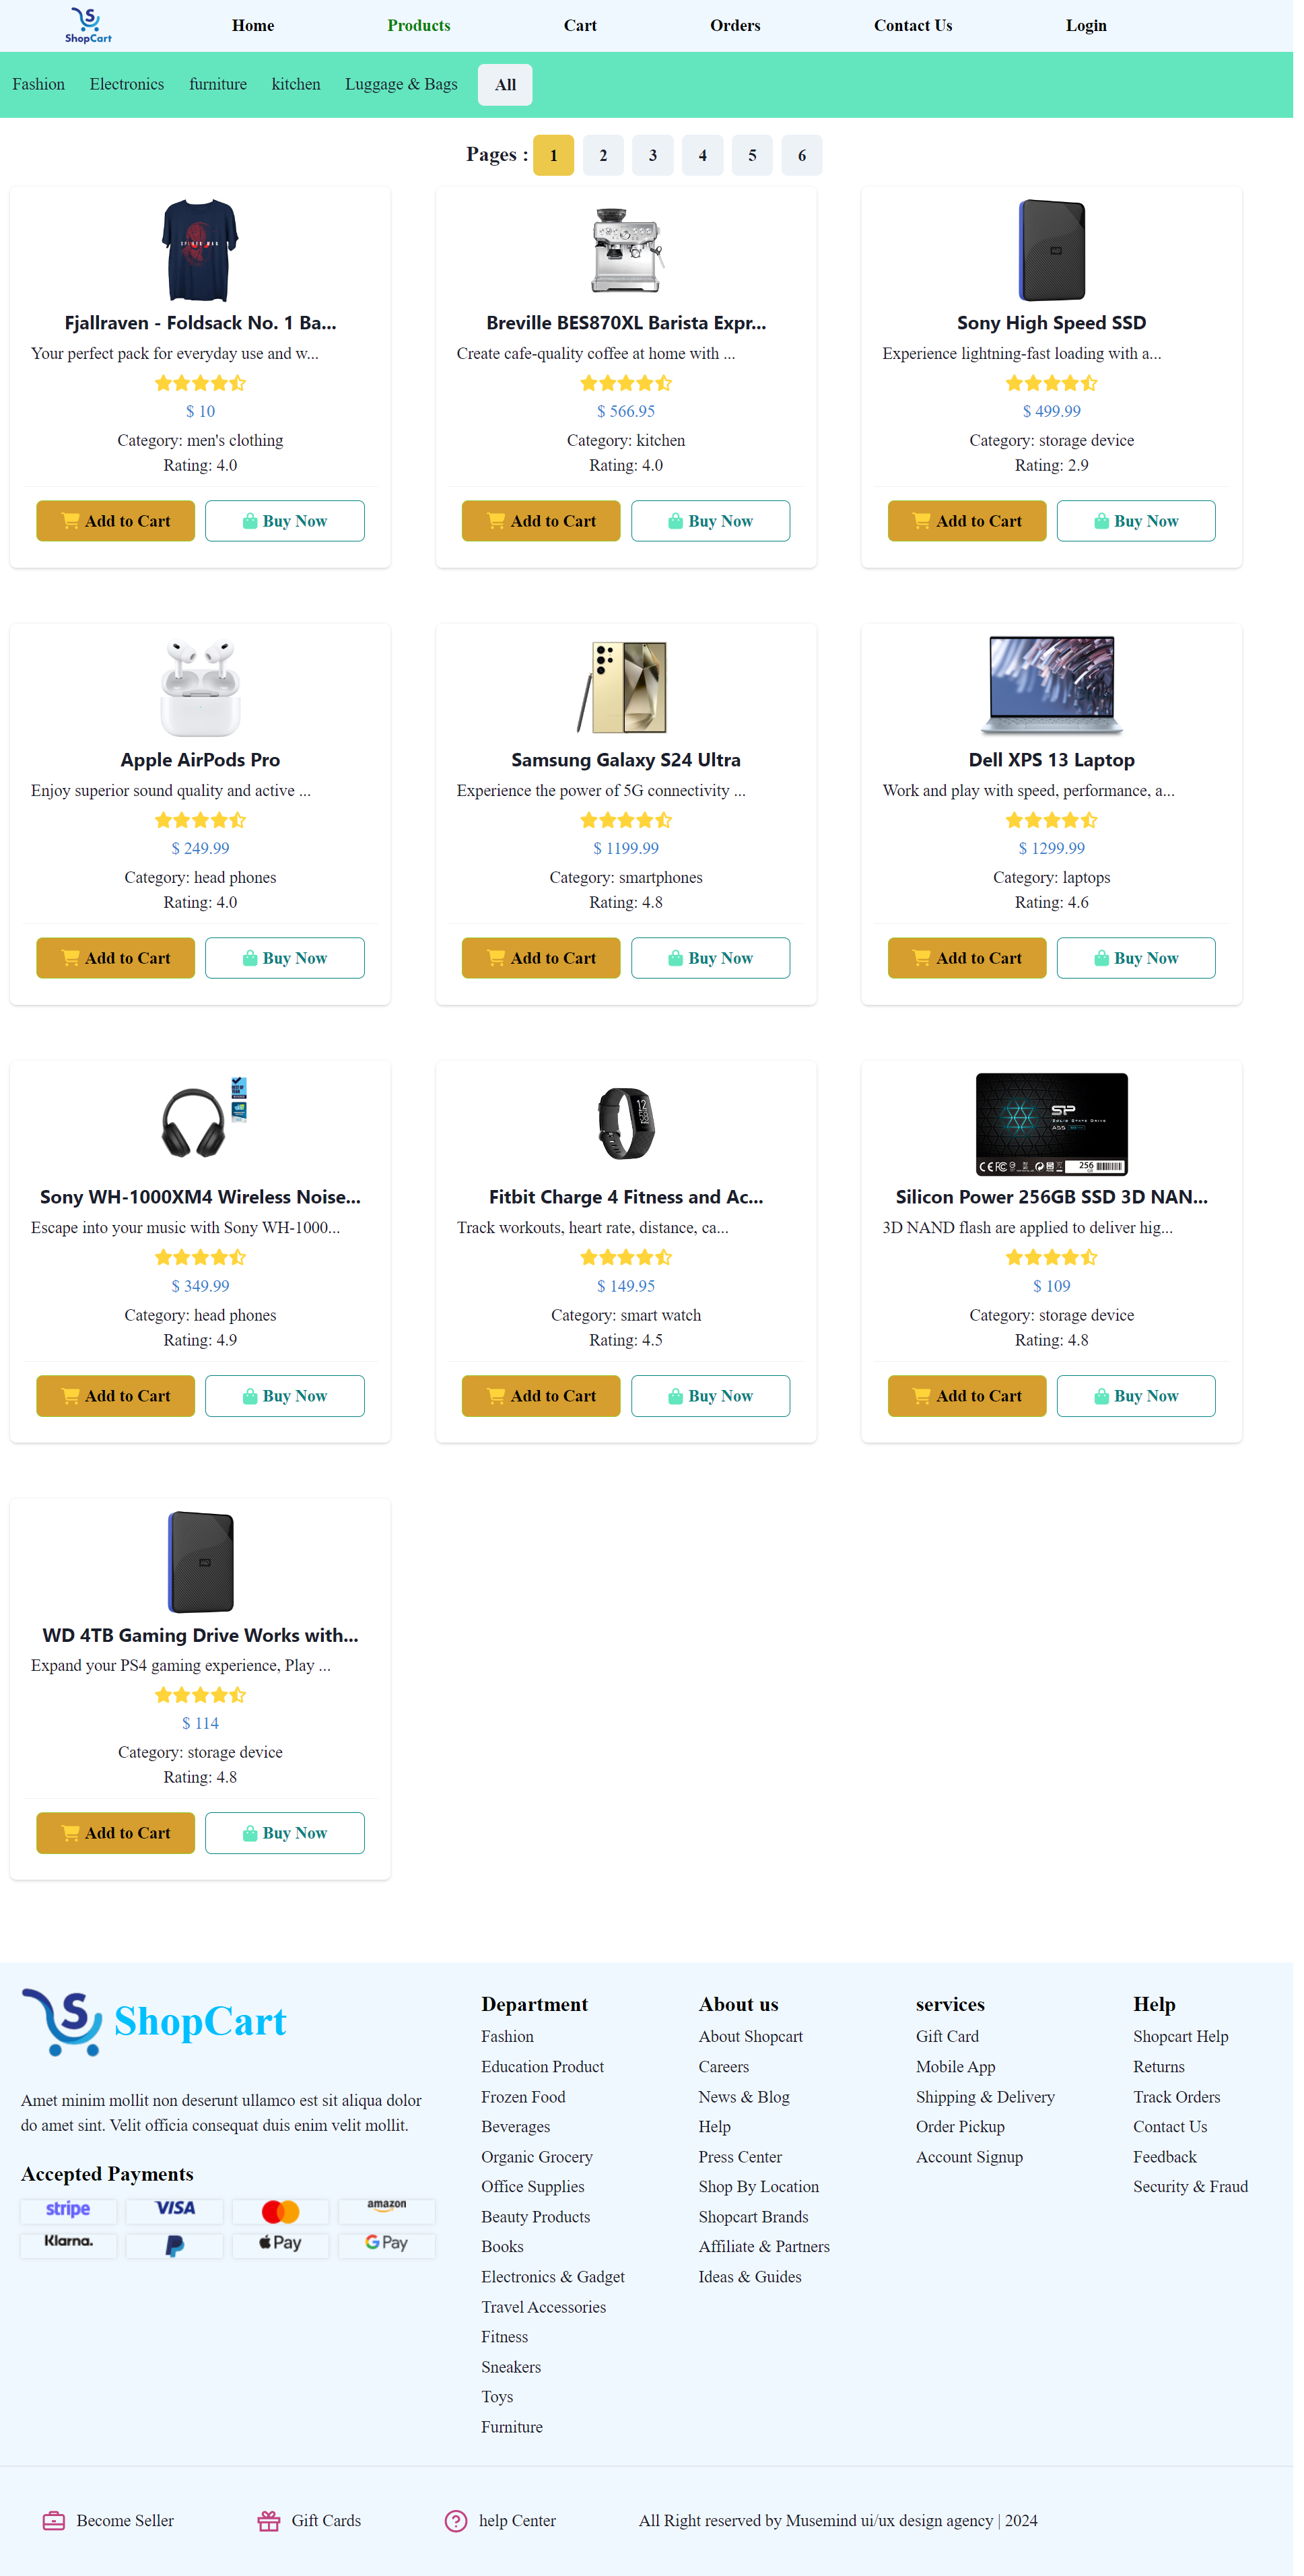 S
ShopCart
Home Products Cart Orders Contact Us Login
Fashion Electronics furniture kitchen Luggage & Bags All
Pages : 1 2 3 4 5 6
SPIDER-MAN
Fjallraven - Foldsack No. 1 Ba...
Your perfect pack for everyday use and w...
$ 10
Category: men's clothing
Rating: 4.0
Add to Cart Buy Now
Breville BES870XL Barista Expr...
Create cafe-quality coffee at home with ...
$ 566.95
Category: kitchen
Rating: 4.0
Add to Cart Buy Now
WD
Sony High Speed SSD
Experience lightning-fast loading with a...
$ 499.99
Category: storage device
Rating: 2.9
Add to Cart Buy Now
Apple AirPods Pro
Enjoy superior sound quality and active ...
$ 249.99
Category: head phones
Rating: 4.0
Add to Cart Buy Now
Samsung Galaxy S24 Ultra
Experience the power of 5G connectivity ...
$ 1199.99
Category: smartphones
Rating: 4.8
Add to Cart Buy Now
Dell XPS 13 Laptop
Work and play with speed, performance, a...
$ 1299.99
Category: laptops
Rating: 4.6
Add to Cart Buy Now
Sony WH-1000XM4 Wireless Noise...
Escape into your music with Sony WH-1000...
$ 349.99
Category: head phones
Rating: 4.9
Add to Cart Buy Now
Fitbit Charge 4 Fitness and Ac...
Track workouts, heart rate, distance, ca...
$ 149.95
Category: smart watch
Rating: 4.5
Add to Cart Buy Now
SP
Solid State Drive
A55
256
Silicon Power 256GB SSD 3D NAN...
3D NAND flash are applied to deliver hig...
$ 109
Category: storage device
Rating: 4.8
Add to Cart Buy Now
WD
WD 4TB Gaming Drive Works with...
Expand your PS4 gaming experience, Play ...
$ 114
Category: storage device
Rating: 4.8
Add to Cart Buy Now
S ShopCart
Amet minim mollit non deserunt ullamco est sit aliqua dolor
do amet sint. Velit officia consequat duis enim velit mollit.
Accepted Payments
stripe VISA amazon
Klarna. Pay G Pay
Department
Fashion
Education Product
Frozen Food
Beverages
Organic Grocery
Office Supplies
Beauty Products
Books
Electronics & Gadget
Travel Accessories
Fitness
Sneakers
Toys
Furniture
About us
About Shopcart
Careers
News & Blog
Help
Press Center
Shop By Location
Shopcart Brands
Affiliate & Partners
Ideas & Guides
services
Gift Card
Mobile App
Shipping & Delivery
Order Pickup
Account Signup
Help
Shopcart Help
Returns
Track Orders
Contact Us
Feedback
Security & Fraud
Become Seller Gift Cards help Center All Right reserved by Musemind ui/ux design agency | 2024